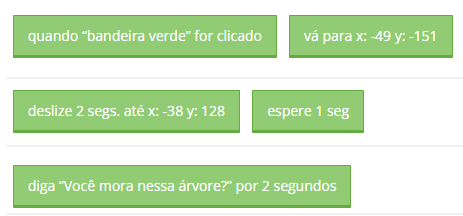 quando “bandeira verde” for clicado vá para x: -49 y: -151
deslize 2 segs. até x: -38 y: 128 espere 1 seg
diga “Você mora nessa árvore?” por 2 segundos